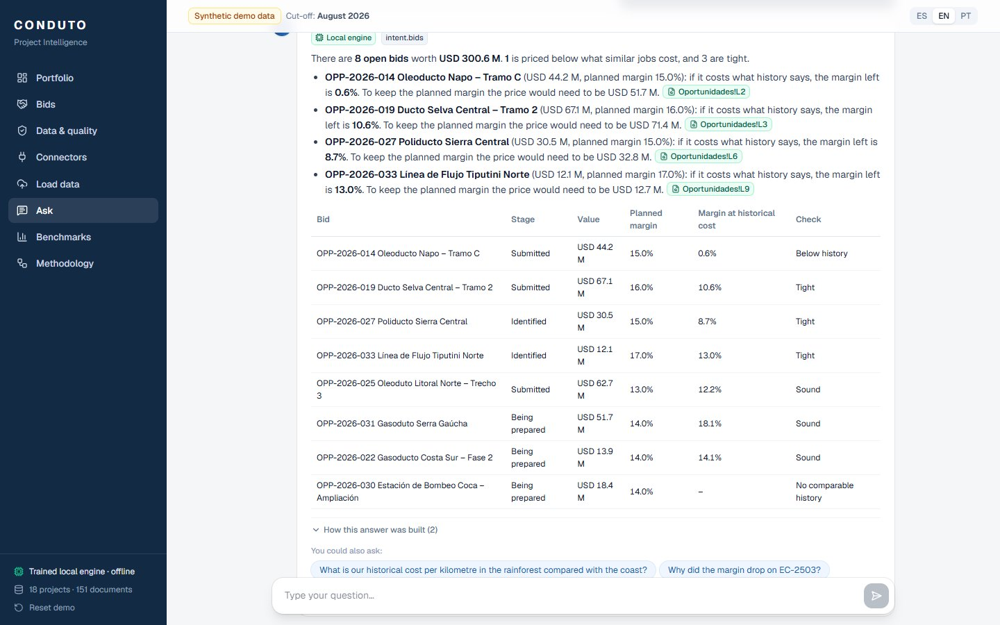 CONDUTO
Project Intelligence
Portfolio
Bids
Data & quality
Connectors
Load data
Ask
Benchmarks
Methodology
Trained local engine · offline
18 projects · 151 documents
Reset demo
Synthetic demo data
Cut-off: August 2026
ES EN PT
Local engine intent.bids
There are 8 open bids worth USD 300.6 M. 1 is priced below what similar jobs cost, and 3 are tight.
• OPP-2026-014 Oleoducto Napo – Tramo C (USD 44.2 M, planned margin 15.0%): if it costs what history says, the margin left
is 0.6%. To keep the planned margin the price would need to be USD 51.7 M. Oportunidades!L2
• OPP-2026-019 Ducto Selva Central – Tramo 2 (USD 67.1 M, planned margin 16.0%): if it costs what history says, the margin
left is 10.6%. To keep the planned margin the price would need to be USD 71.4 M. Oportunidades!L3
• OPP-2026-027 Poliducto Sierra Central (USD 30.5 M, planned margin 15.0%): if it costs what history says, the margin left is
8.7%. To keep the planned margin the price would need to be USD 32.8 M. Oportunidades!L6
• OPP-2026-033 Línea de Flujo Tiputini Norte (USD 12.1 M, planned margin 17.0%): if it costs what history says, the margin left
is 13.0%. To keep the planned margin the price would need to be USD 12.7 M. Oportunidades!L9
Bid Stage Value Planned margin Margin at historical cost Check
OPP-2026-014 Oleoducto Napo – Tramo C Submitted USD 44.2 M 15.0% 0.6% Below history
OPP-2026-019 Ducto Selva Central – Tramo 2 Submitted USD 67.1 M 16.0% 10.6% Tight
OPP-2026-027 Poliducto Sierra Central Identified USD 30.5 M 15.0% 8.7% Tight
OPP-2026-033 Línea de Flujo Tiputini Norte Identified USD 12.1 M 17.0% 13.0% Tight
OPP-2026-025 Oleoduto Litoral Norte – Trecho 3 Submitted USD 62.7 M 13.0% 12.2% Sound
OPP-2026-031 Gasoduto Serra Gaúcha Being prepared USD 51.7 M 14.0% 18.1% Sound
OPP-2026-022 Gasoducto Costa Sur – Fase 2 Being prepared USD 13.9 M 14.0% 14.1% Sound
OPP-2026-030 Estación de Bombeo Coca – Ampliación Being prepared USD 18.4 M 14.0% – No comparable history
How this answer was built (2)
You could also ask:
What is our historical cost per kilometre in the rainforest compared with the coast? Why did the margin drop on EC-2503?
Type your question...